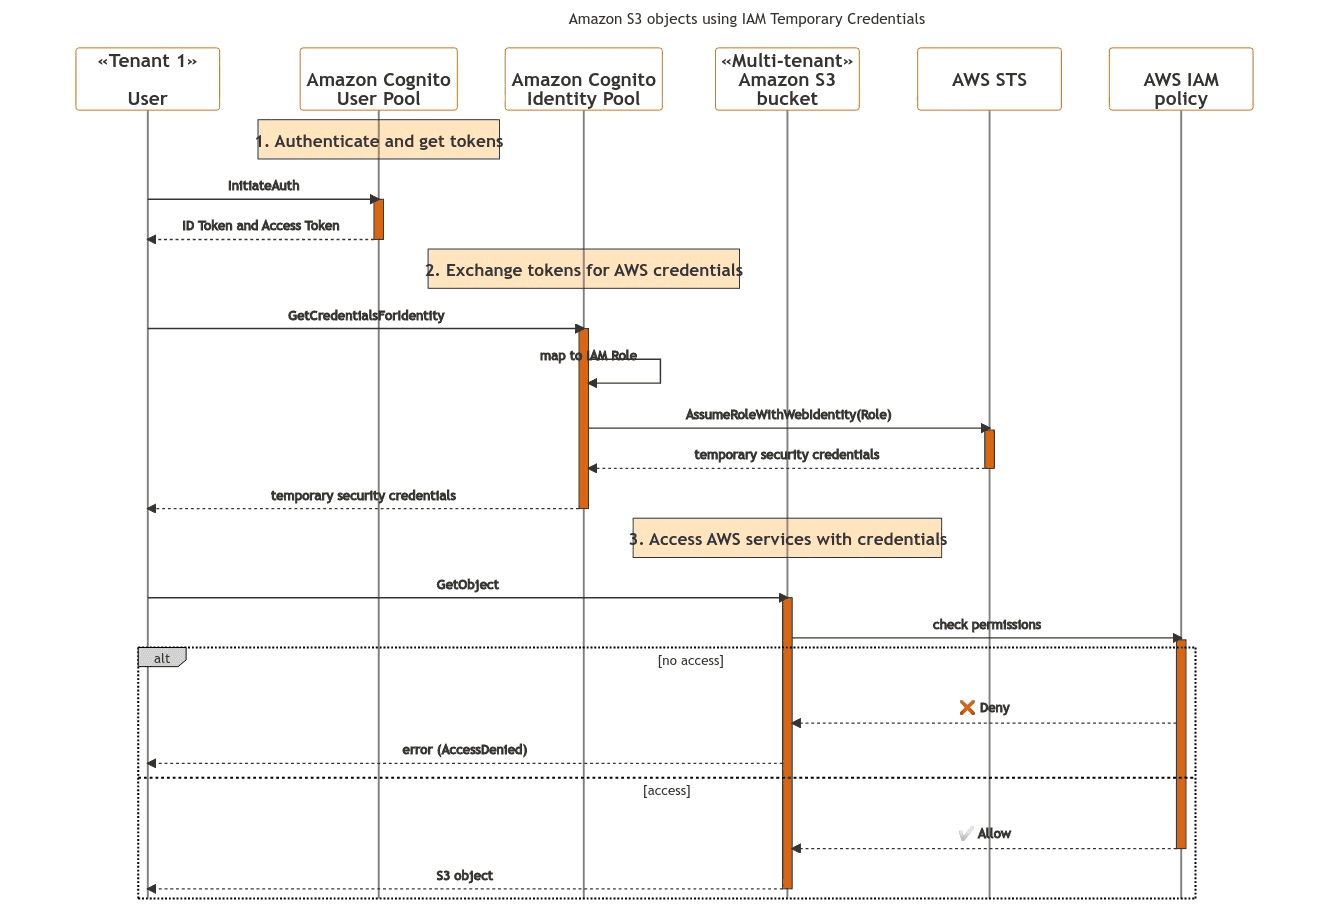 Amazon S3 objects using IAM Temporary Credentials
«Tenant 1»
User
Amazon Cognito
User Pool
Amazon Cognito
Identity Pool
«Multi-tenant»
Amazon S3
bucket
AWS STS
AWS IAM
policy
1. Authenticate and get tokens
InitiateAuth
ID Token and Access Token
2. Exchange tokens for AWS credentials
GetCredentialsForIdentity
map to IAM Role
AssumeRoleWithWebIdentity(Role)
temporary security credentials
temporary security credentials
3. Access AWS services with credentials
GetObject
check permissions
alt
[no access]
❌ Deny
error (AccessDenied)
[access]
✅ Allow
S3 object